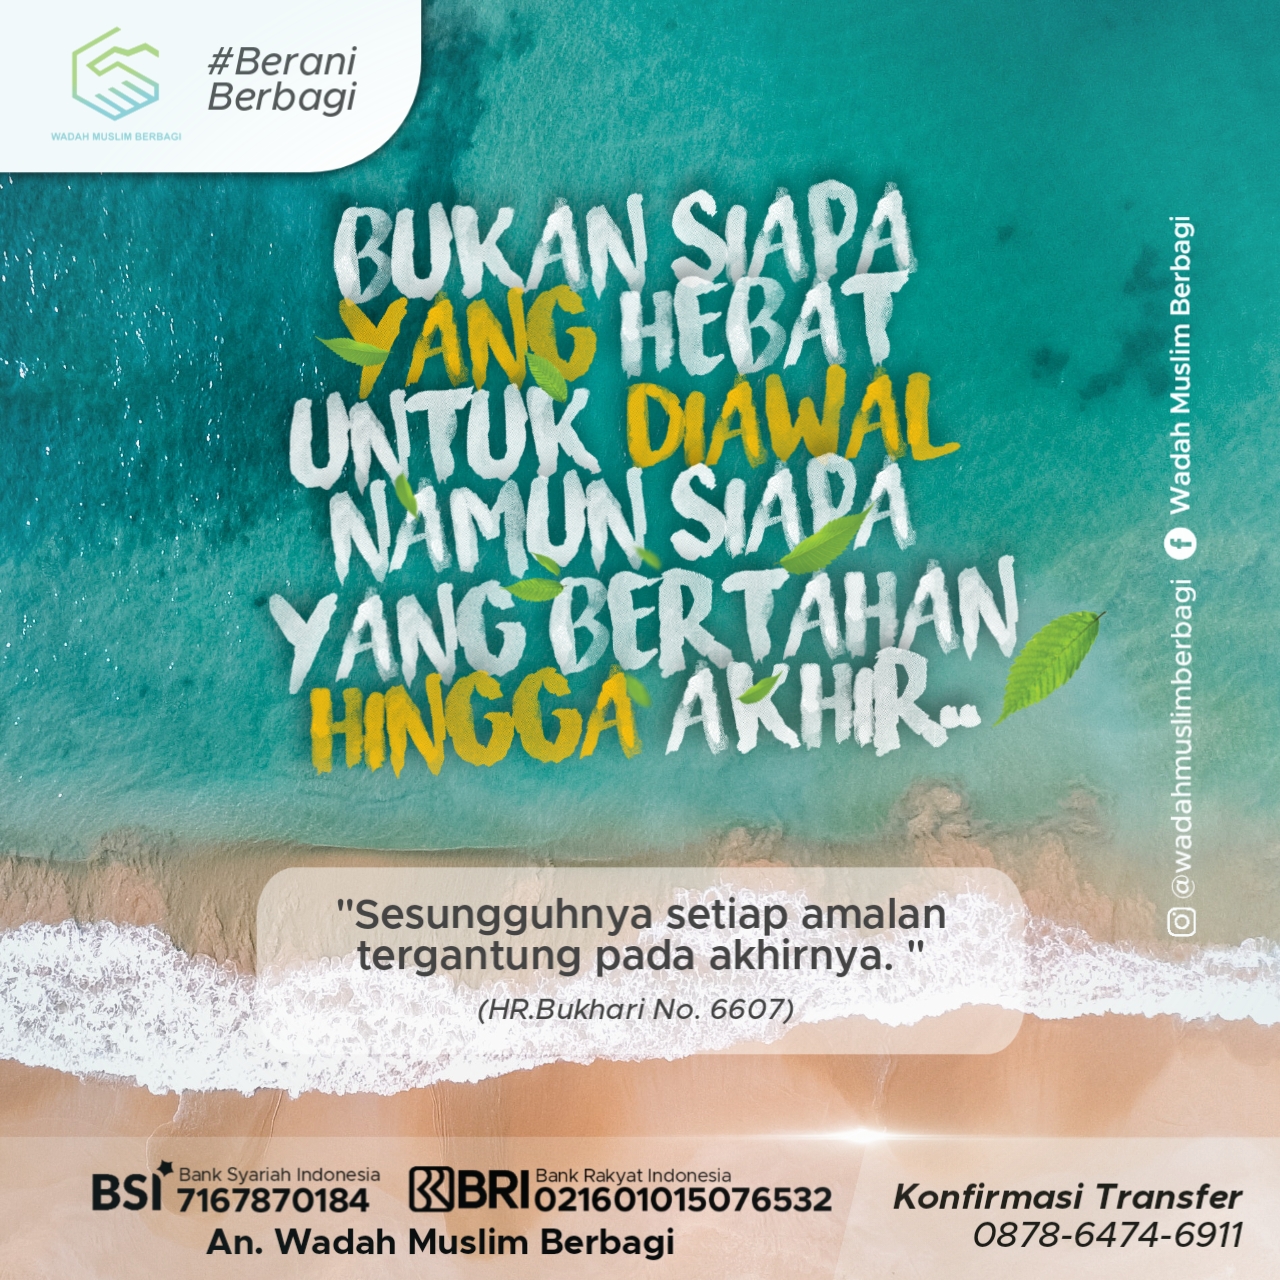 WADAH MUSLIM BERBAGI
#Berani
Berbagi
BUKAN SIAPA
YANG HEBAT
UNTUK DIAWAL
NAMUN SIAPA
YANG BERTAHAN
HINGGA AKHIR..
Wadah Muslim Berbagi
@wadahmuslimberbagi
"Sesungguhnya setiap amalan
tergantung pada akhirnya. "
(HR.Bukhari No. 6607)
BSI Bank Syariah Indonesia
7167870184
BRI Bank Rakyat Indonesia
021601015076532
An. Wadah Muslim Berbagi
Konfirmasi Transfer
0878-6474-6911